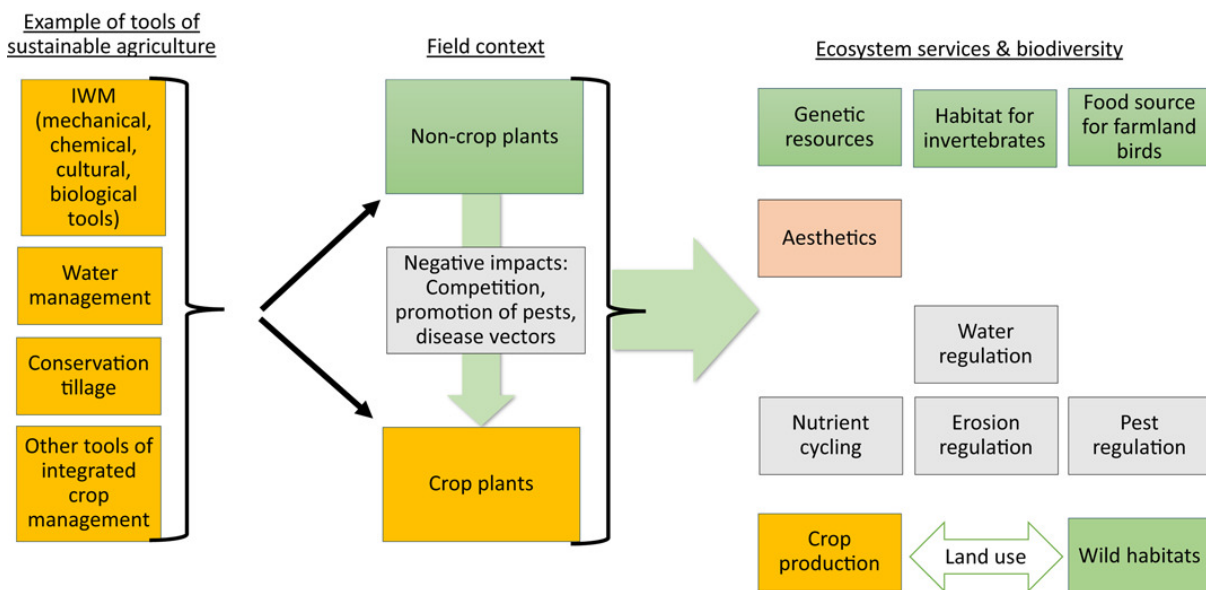 Example of tools of
sustainable agriculture
IWM
(mechanical,
chemical,
cultural,
biological
tools)
Water
management
Conservation
tillage
Other tools of
integrated
crop
management
Field context
Non-crop plants
Negative impacts:
Competition,
promotion of pests,
disease vectors
Crop plants
Ecosystem services & biodiversity
Genetic
resources
Habitat for
invertebrates
Food source
for farmland
birds
Aesthetics
Water
regulation
Nutrient
cycling
Erosion
regulation
Pest
regulation
Crop
production
Land use
Wild habitats